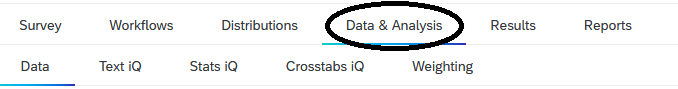 Survey Workflows Distributions Data & Analysis Results Reports
Data Text iQ Stats iQ Crosstabs iQ Weighting